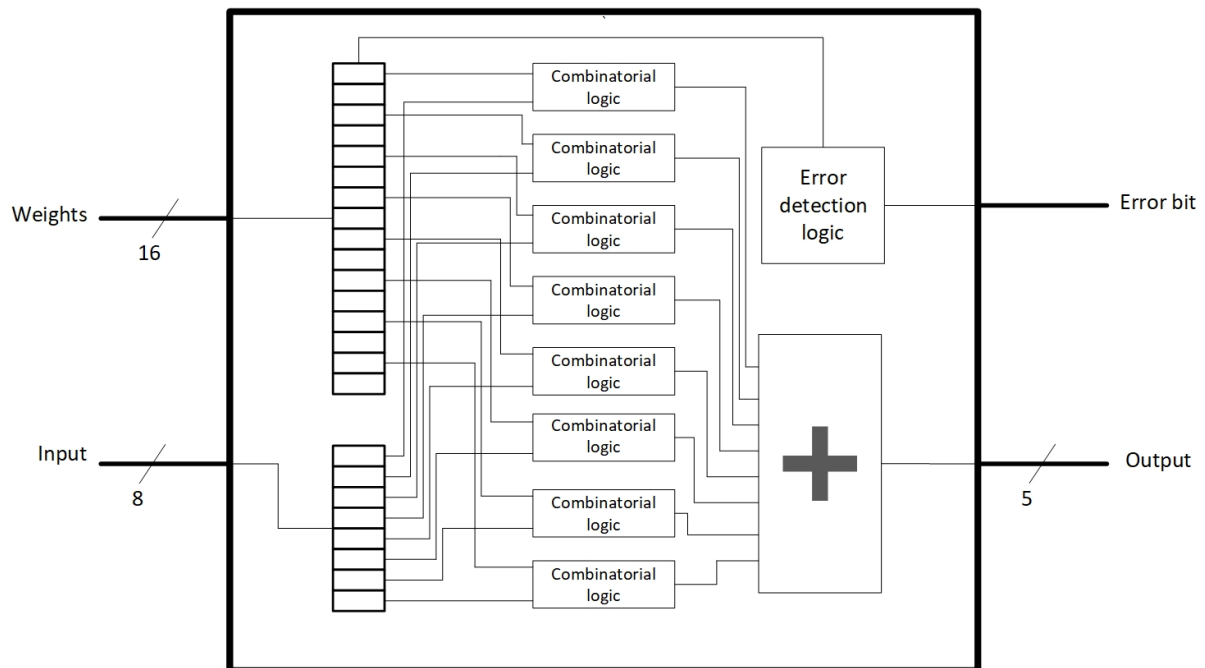 Combinatorial
logic
Combinatorial
logic
Error
detection
logic
Error bit
Weights
16
Combinatorial
logic
Combinatorial
logic
Combinatorial
logic
Combinatorial
logic
Input
8
Output
5
Combinatorial
logic
Combinatorial
logic